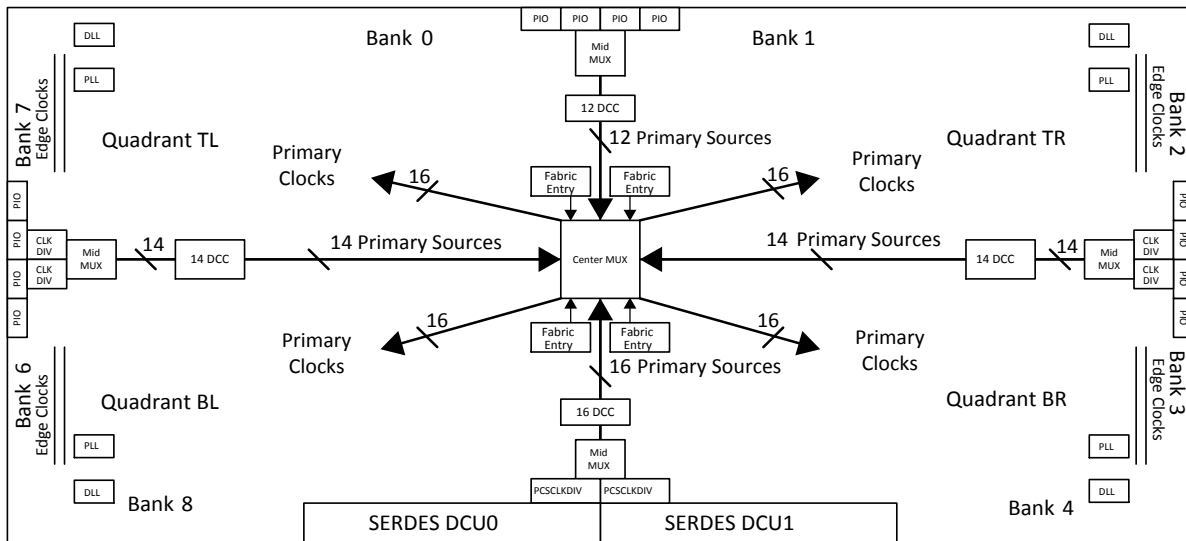 PIO
PIO
PIO
PIO
Bank 0
Bank 1
Mid
MUX
DLL
DLL
PLL
PLL
Bank 7
Edge Clocks
Edge Clocks
Bank 2
12 DCC
Quadrant TL
12 Primary Sources
Quadrant TR
Primary
Clocks
16
Fabric
Entry
Fabric
Entry
16
Primary
Clocks
PIO
PIO
PIO
PIO
CLK
DIV
CLK
DIV
Mid
MUX
14
14 DCC
14 Primary Sources
Center MUX
14 Primary Sources
14 DCC
14
Mid
MUX
CLK
DIV
CLK
DIV
PIO
PIO
PIO
PIO
Primary
Clocks
16
Fabric
Entry
Fabric
Entry
16
Primary
Clocks
16 Primary Sources
Bank 6
Edge Clocks
Edge Clocks
Bank 3
Quadrant BL
16 DCC
Quadrant BR
PLL
PLL
Mid
MUX
DLL
DLL
Bank 8
PCSCLKDIV
PCSCLKDIV
Bank 4
SERDES DCU0
SERDES DCU1